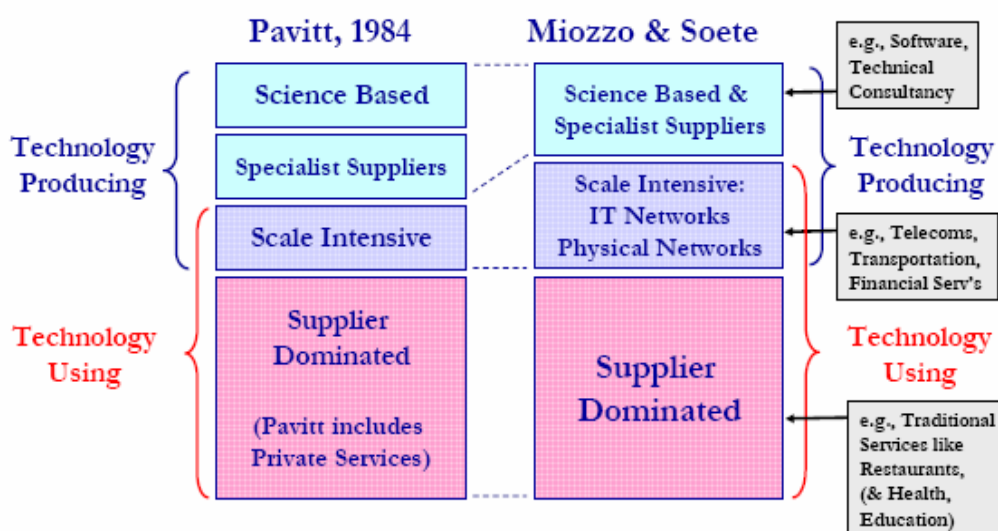 Pavitt, 1984
Miozzo & Soete
e.g., Software,
Technical
Consultancy
Science Based
Science Based &
Specialist Suppliers
Technology
Producing
Specialist Suppliers
Technology
Producing
Scale Intensive
Scale Intensive:
IT Networks
Physical Networks
e.g., Telecoms,
Transportation,
Financial Serv's
Technology
Using
Supplier
Dominated
(Pavitt includes
Private Services)
Supplier
Dominated
Technology
Using
e.g., Traditional
Services like
Restaurants,
(& Health,
Education)